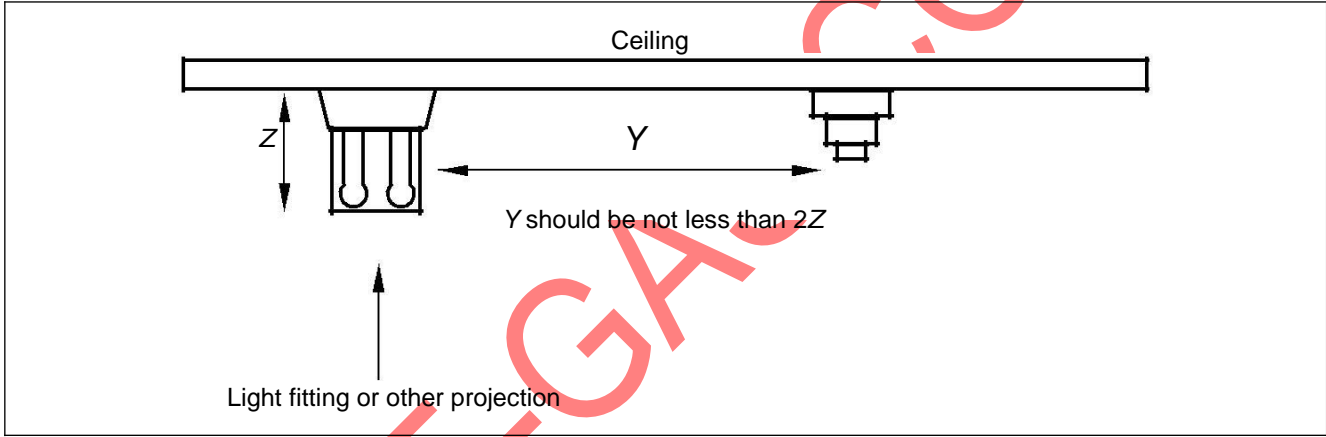 Ceiling
Z
Y
Y should be not less than 2Z
Light fitting or other projection